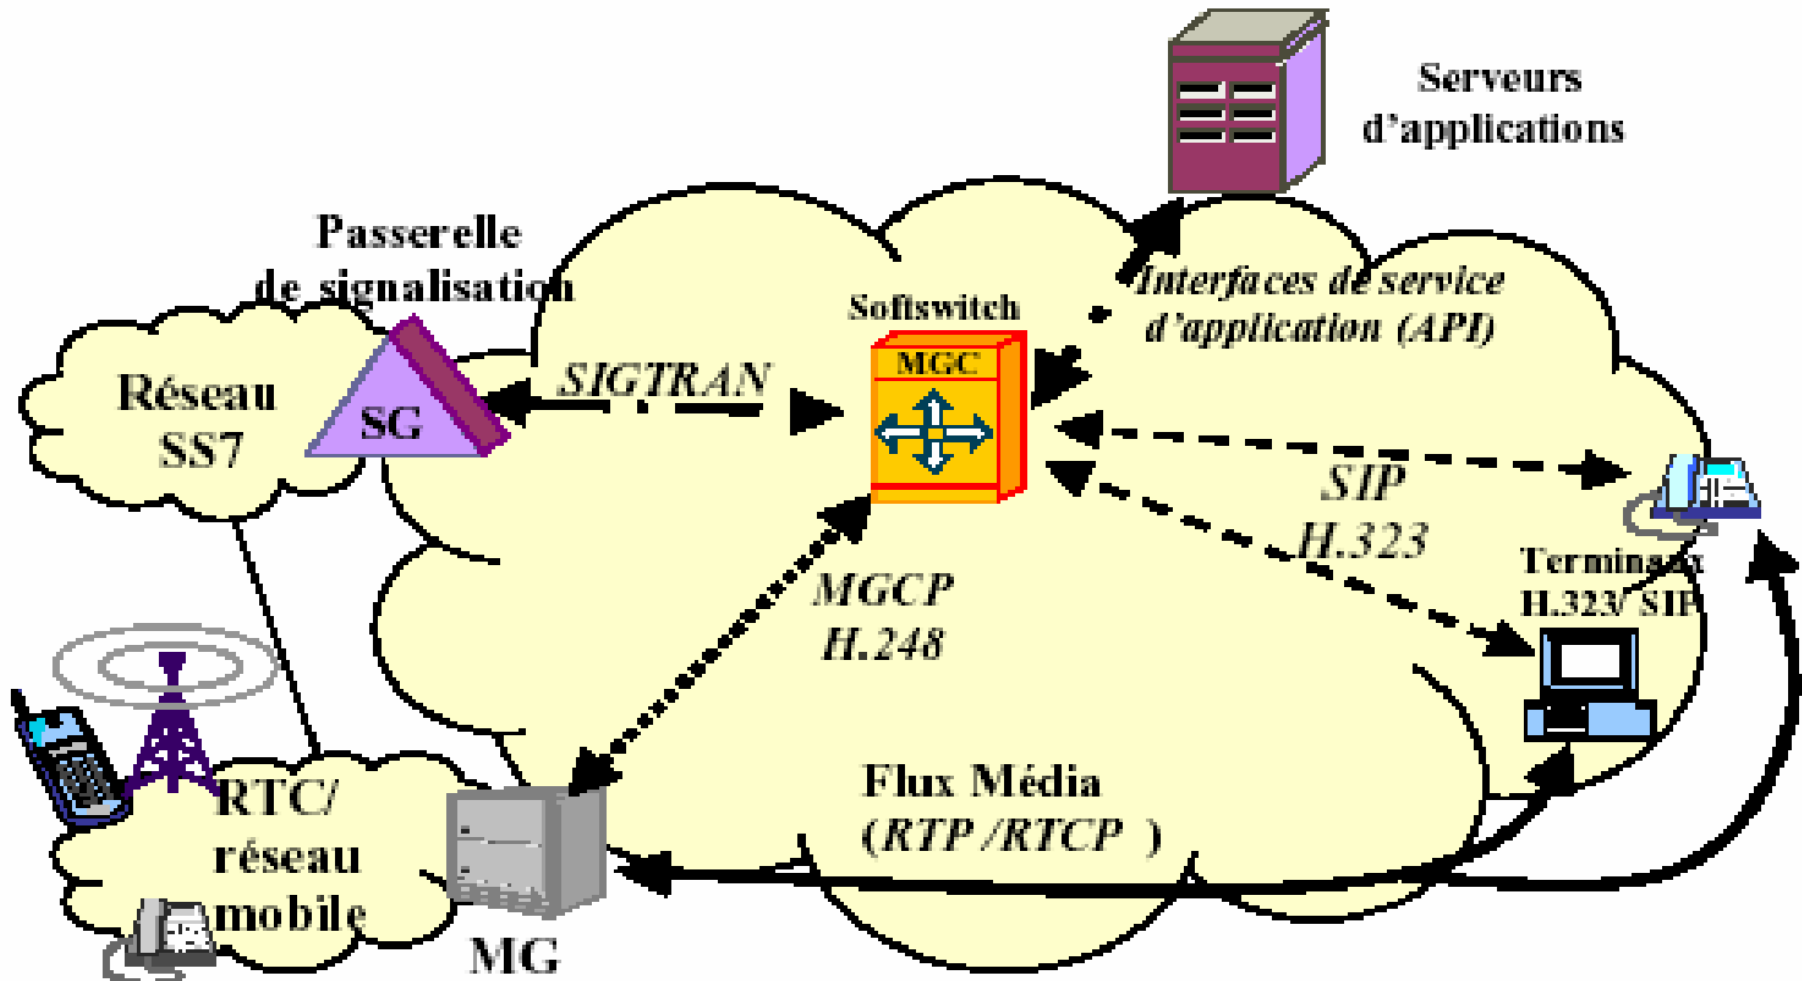 Serveurs
d'applications
Passerelle
de signalisation
Interfaces de service
d'application (API)
Softswitch
MGC
SIGTRAN
Réseau
SS7
SG
SIP
H.323
Terminaux
H.323/ SIP
MGCP
H.248
RTC/
réseau
mobile
Flux Média
(RTP /RTCP )
MG